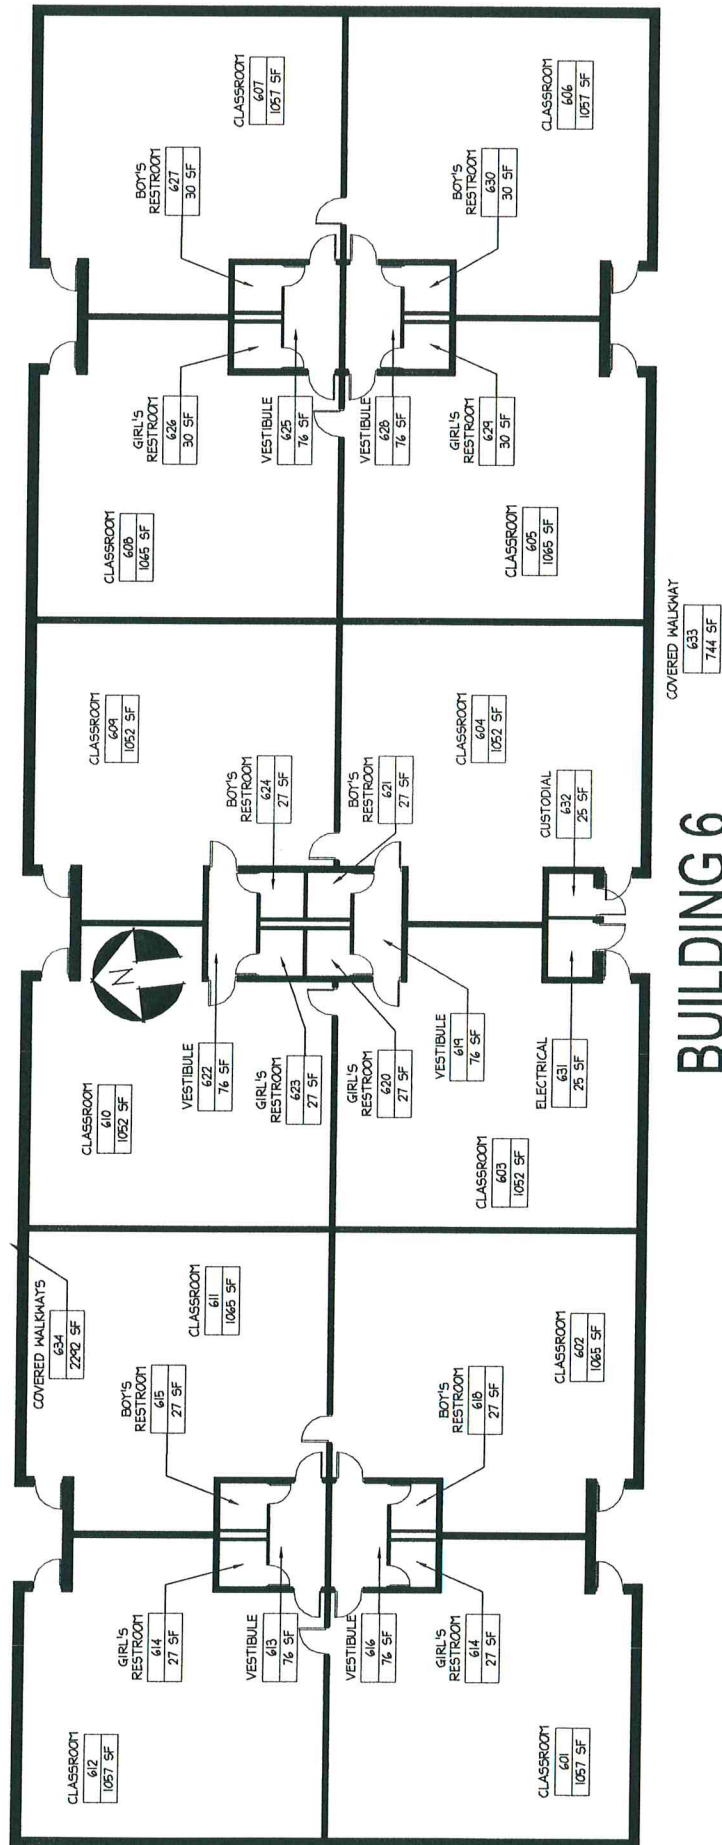 CLASSROOM
607
1057 SF
CLASSROOM
606
1057 SF
BOY'S
RESTROOM
627
30 SF
BOY'S
RESTROOM
630
30 SF
GIRL'S
RESTROOM
626
30 SF
VESTIBULE
625
76 SF
VESTIBULE
628
76 SF
GIRL'S
RESTROOM
629
30 SF
CLASSROOM
608
1065 SF
CLASSROOM
605
1065 SF
COVERED WALKWAY
633
744 SF
CLASSROOM
609
1052 SF
CLASSROOM
604
1052 SF
BOY'S
RESTROOM
624
27 SF
BOY'S
RESTROOM
621
27 SF
CUSTODIAL
632
25 SF
N
VESTIBULE
622
76 SF
GIRL'S
RESTROOM
623
27 SF
GIRL'S
RESTROOM
620
27 SF
VESTIBULE
619
76 SF
ELECTRICAL
631
25 SF
CLASSROOM
610
1052 SF
CLASSROOM
603
1052 SF
COVERED WALKWAYS
634
2292 SF
CLASSROOM
611
1065 SF
CLASSROOM
602
1065 SF
BOY'S
RESTROOM
615
27 SF
BOY'S
RESTROOM
618
27 SF
GIRL'S
RESTROOM
614
27 SF
VESTIBULE
613
76 SF
VESTIBULE
616
76 SF
GIRL'S
RESTROOM
614
27 SF
CLASSROOM
612
1057 SF
CLASSROOM
601
1057 SF
BUILDING 6